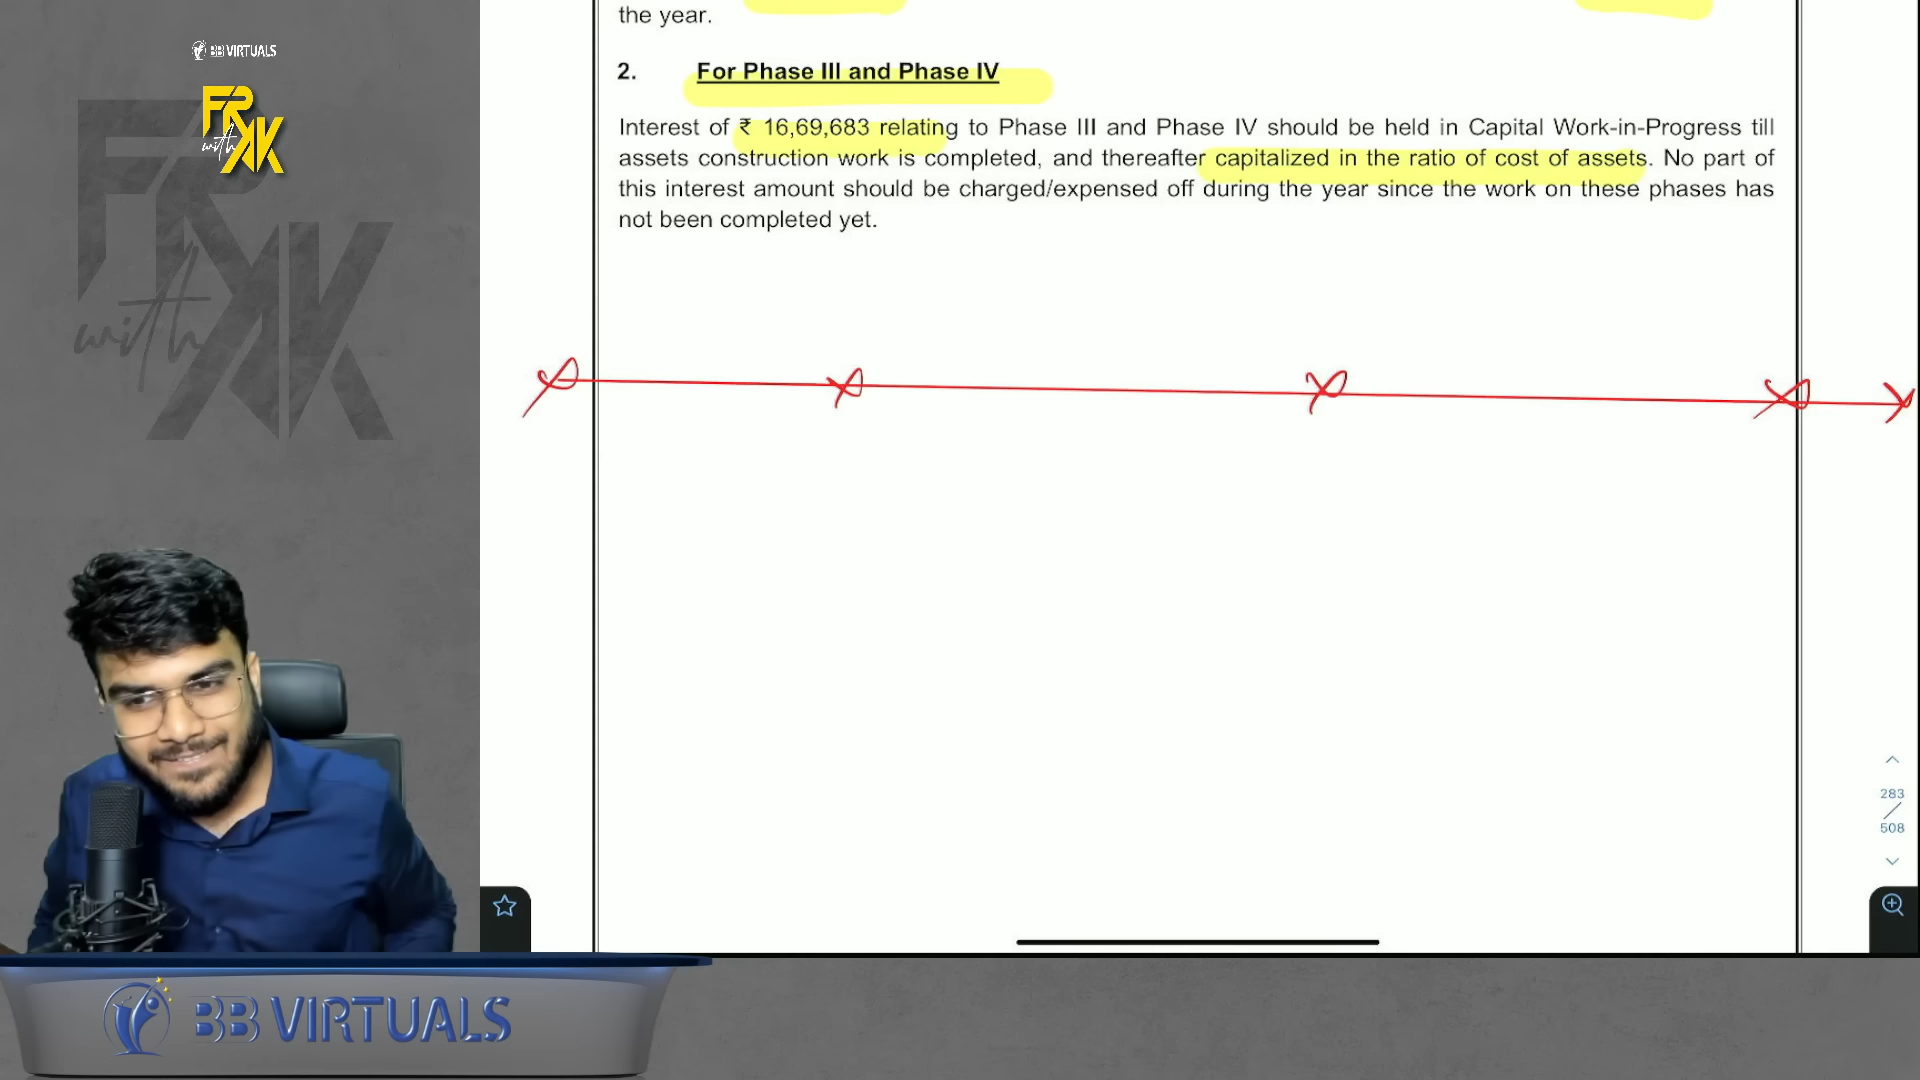 BB VIRTUALS
FR
with
AK
FR
with
AK
the year.
2. For Phase III and Phase IV
Interest of ₹ 16,69,683 relating to Phase III and Phase IV should be held in Capital Work-in-Progress till
assets construction work is completed, and thereafter capitalized in the ratio of cost of assets. No part of
this interest amount should be charged/expensed off during the year since the work on these phases has
not been completed yet.
283
/
508
BB VIRTUALS